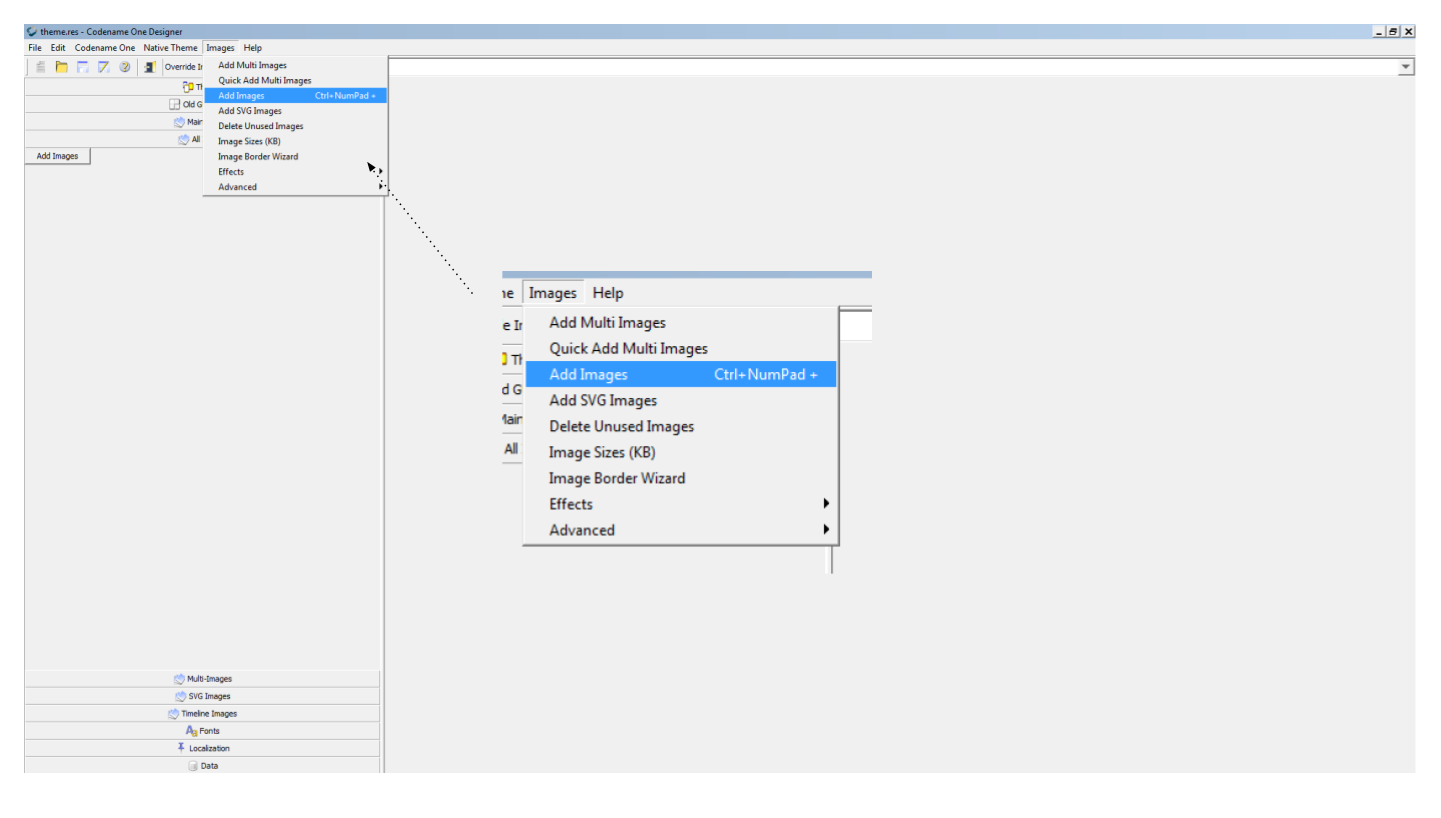 theme.res - Codename One Designer
File Edit Codename One Native Theme Images Help
Override Ir
Add Multi Images
Quick Add Multi Images
Add Images Ctrl+NumPad +
Add SVG Images
Delete Unused Images
Image Sizes (KB)
Image Border Wizard
Effects
Advanced
Th
Old G
Main
All
Add Images
ne Images Help
e Ir
Add Multi Images
Quick Add Multi Images
Add Images Ctrl+NumPad +
Add SVG Images
Delete Unused Images
Image Sizes (KB)
Image Border Wizard
Effects
Advanced
Th
d G
Main
All
Multi-Images
SVG Images
Timeline Images
Fonts
Localization
Data